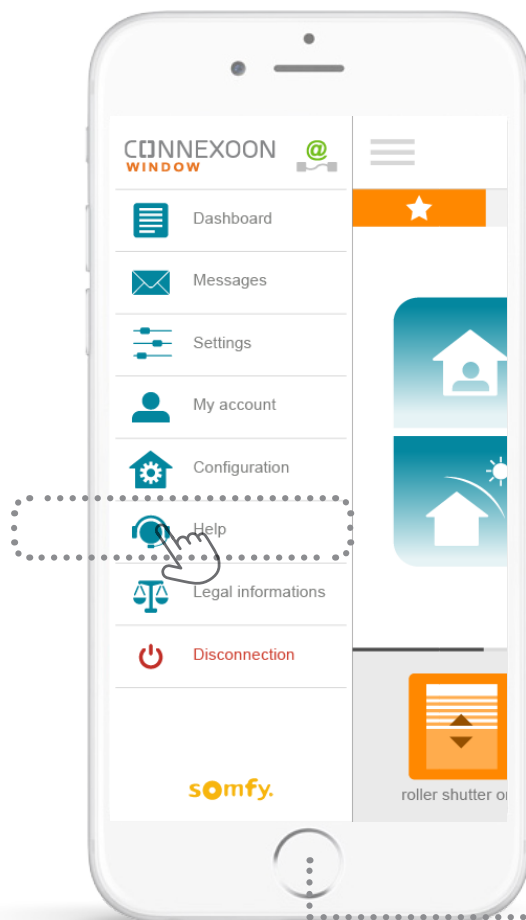 CONNEXOON
WINDOW
@
Dashboard
Messages
Settings
My account
Configuration
Help
Legal informations
Disconnection
somfy.
roller shutter